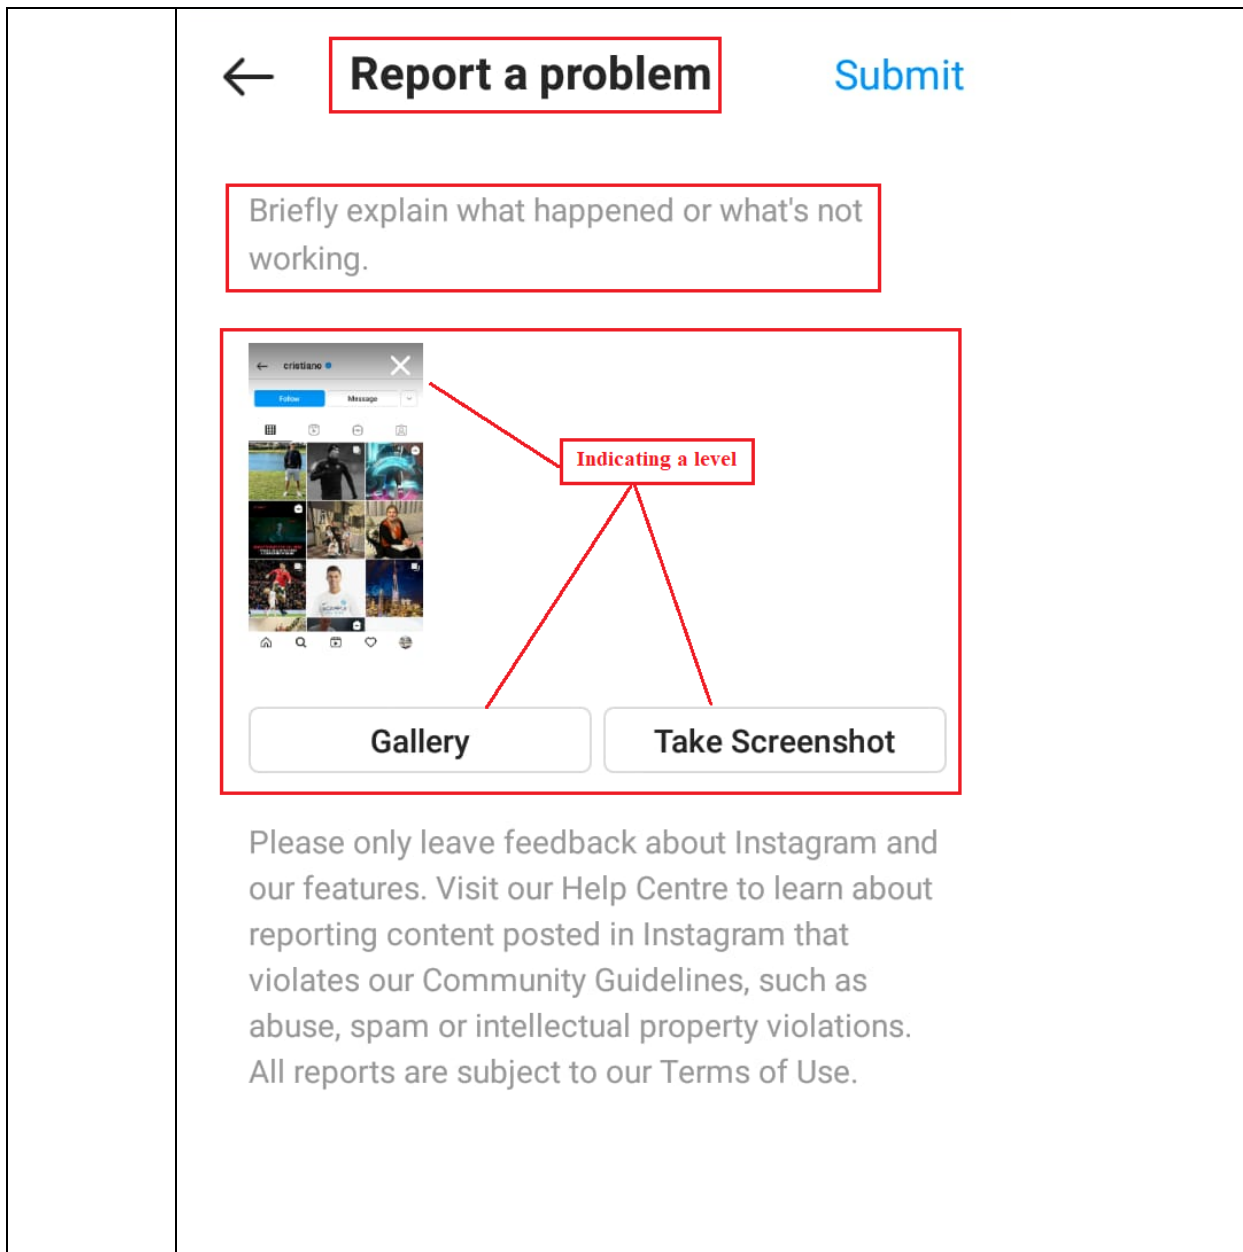 Report a problem
Submit
Briefly explain what happened or what's not
working.
cristiano
Follow
Message
Indicating a level
Gallery
Take Screenshot
Please only leave feedback about Instagram and
our features. Visit our Help Centre to learn about
reporting content posted in Instagram that
violates our Community Guidelines, such as
abuse, spam or intellectual property violations.
All reports are subject to our Terms of Use.